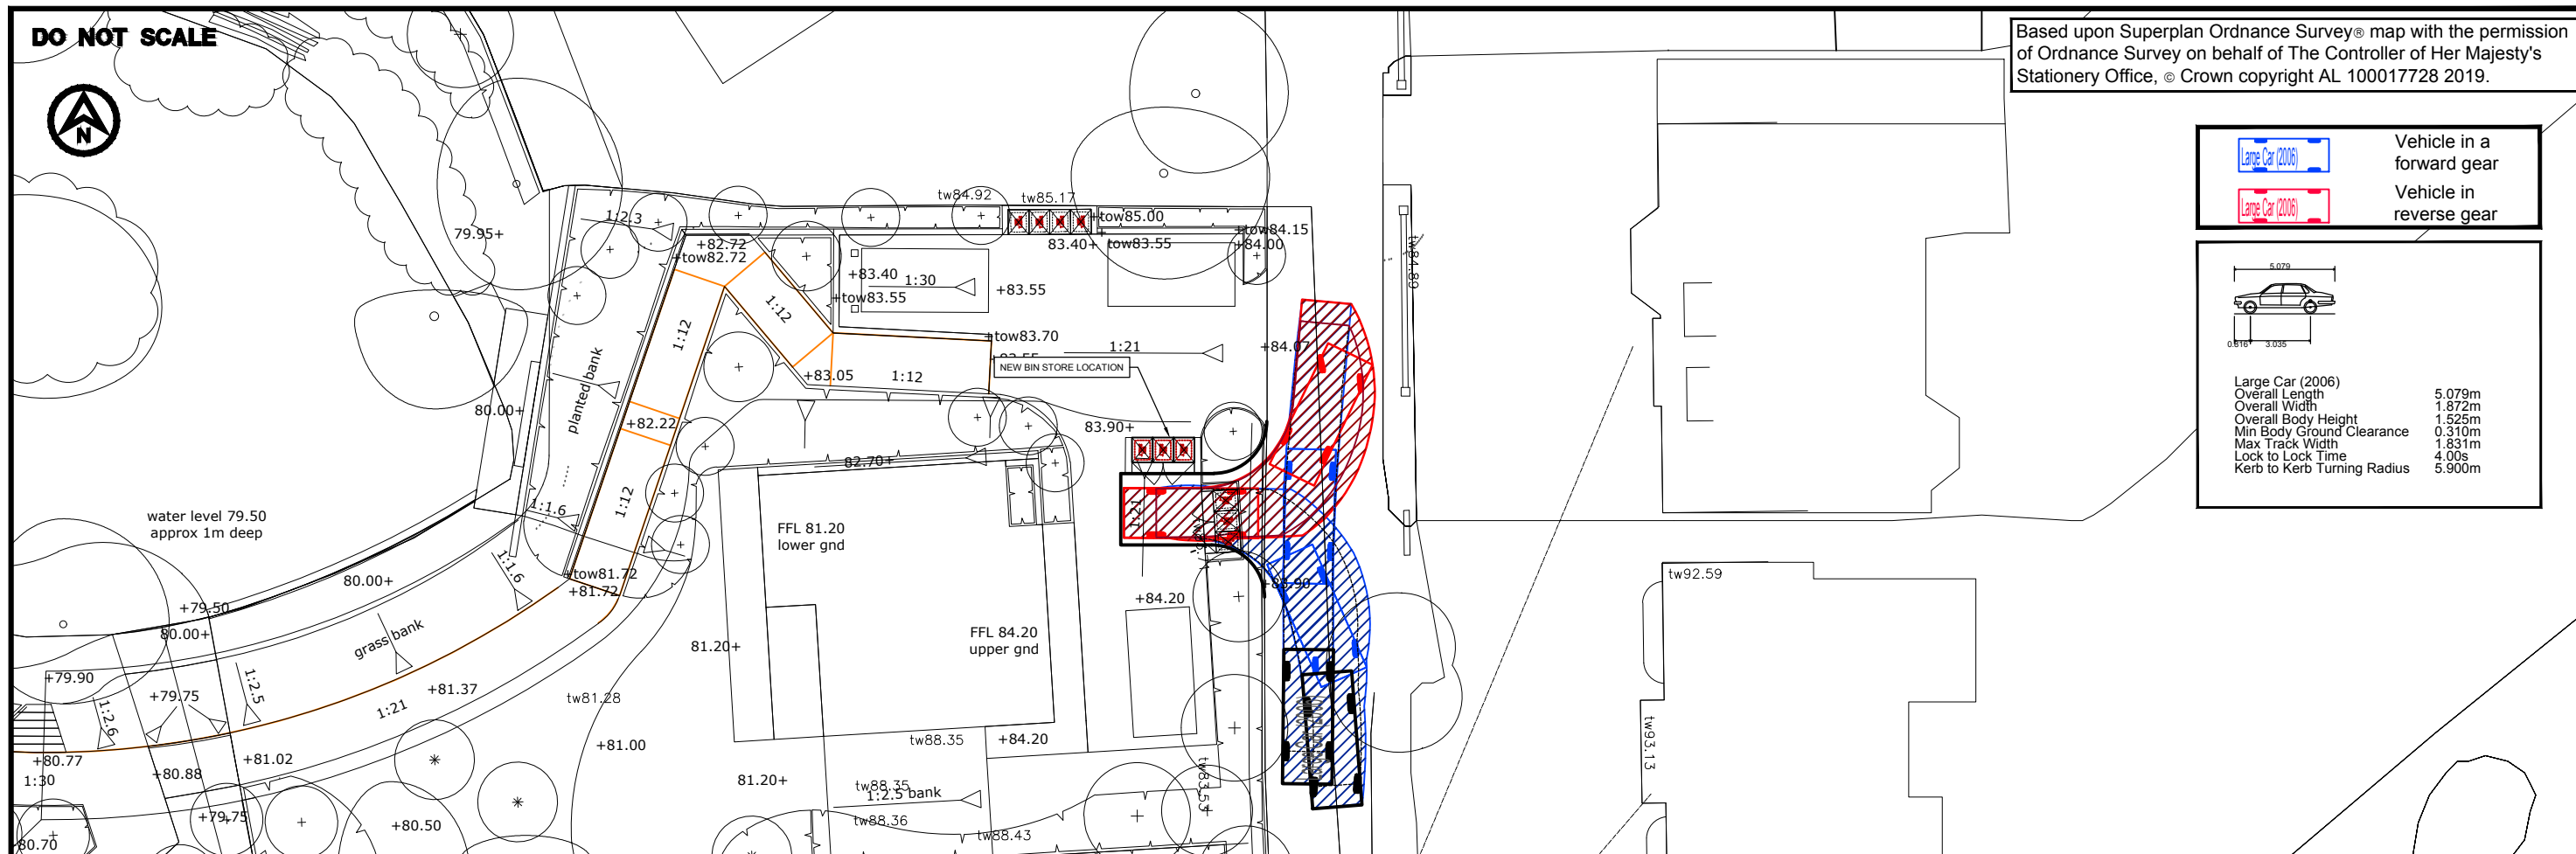 DO NOT SCALE
N
Based upon Superplan Ordnance Survey® map with the permission
of Ordnance Survey on behalf of The Controller of Her Majesty's
Stationery Office, © Crown copyright AL 100017728 2019.
Large Car (2006)
Vehicle in a
forward gear
Large Car (2006)
Vehicle in
reverse gear
5.079
0.816
3.035
Large Car (2006)
Overall Length 5.079m
Overall Width 1.872m
Overall Body Height 1.525m
Min Body Ground Clearance 0.310m
Max Track Width 1.831m
Lock to Lock Time 4.00s
Kerb to Kerb Turning Radius 5.900m
tw84.92
tw85.17
+tow85.00
83.40+
tow83.55
+tow84.15
+84.00
tw84.89
1:2.3
79.95+
+82.72
+tow82.72
+83.40
1:30
+83.55
+tow83.55
1:12
1:12
+tow83.70
1:21
+84.07
NEW BIN STORE LOCATION
+83.05
1:12
planted bank
80.00+
+82.22
83.90+
82.70+
1:12
1:1.6
1:21
water level 79.50
approx 1m deep
FFL 81.20
lower gnd
1:1.6
80.00+
+tow81.72
+81.72
+83.90
tw92.59
+79.50
80.00+
grass bank
+84.20
FFL 84.20
upper gnd
81.20+
+79.90
+79.75
1:2.5
+81.37
1:21
tw81.28
1:2.6
+81.00
tw88.35
+84.20
tw93.13
+80.77
1:30
+80.88
+81.02
81.20+
tw88.35
1:2.5 bank
tw83.53
+79.75
+80.50
tw88.36
tw88.43
80.70